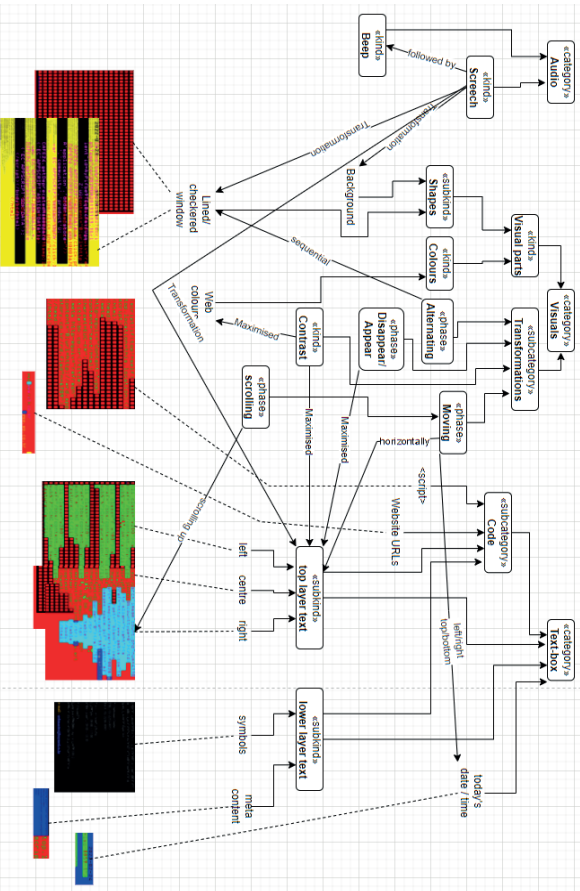 «category»
Audio
«kind»
Beep
«kind»
Screech
followed by
Transformation
Transformation
Transformation
«category»
Visuals
«kind»
Visual parts
«subkind»
Shapes
«kind»
Colours
Background
Lined/
checkered
window
Web
colour
«subcategory»
Transformations
«phase»
Alternating
sequential
«phase»
Disappear/
Appear
Maximised
«kind»
Contrast
Maximised
Maximised
«phase»
Moving
horizontally
«phase»
scrolling
scrolling up
left/right
top/bottom
«category»
Text-box
«subcategory»
Code
<script>
Website URLs
«subkind»
top layer text
left
centre
right
«subkind»
lower layer text
symbols
meta
content
today's
date / time